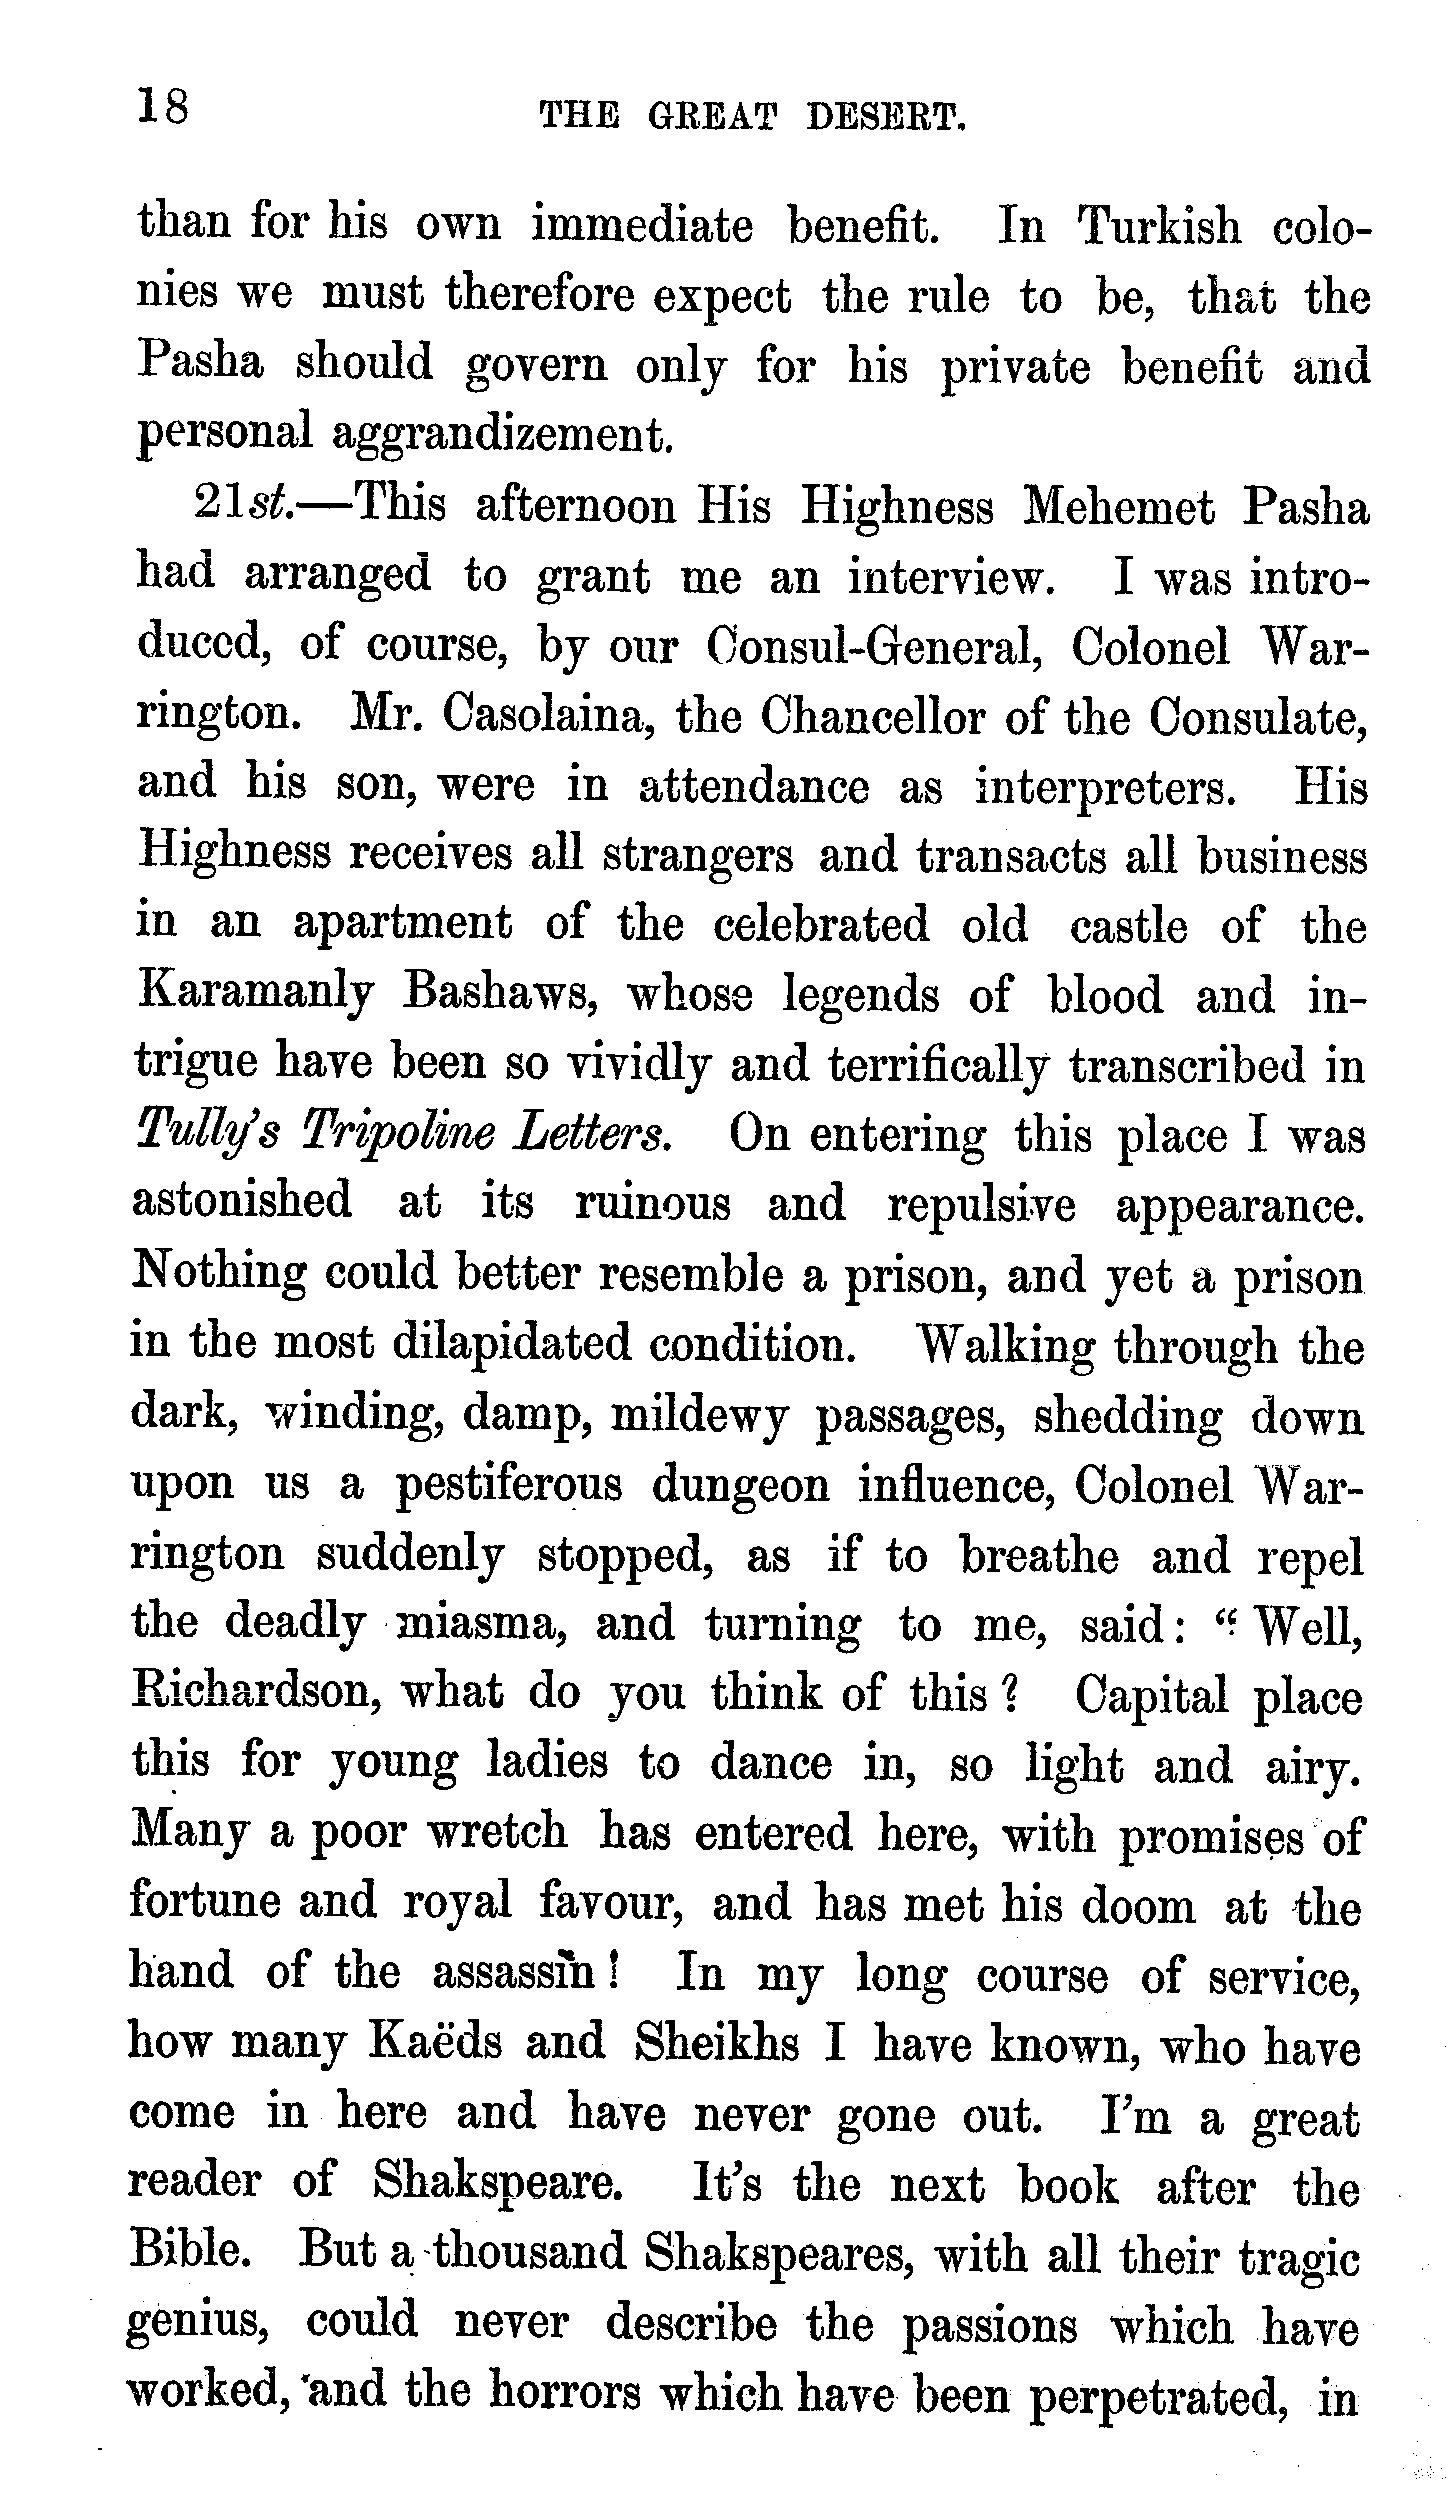 18 THE GREAT DESERT.
than for his own immediate benefit. In Turkish colo-
nies we must therefore expect the rule to be, that the
Pasha should govern only for his private benefit and
personal aggrandizement.
21st.—This afternoon His Highness Mehemet Pasha
had arranged to grant me an interview. I was intro-
duced, of course, by our Consul-General, Colonel War-
rington. Mr. Casolaina, the Chancellor of the Consulate,
and his son, were in attendance as interpreters. His
Highness receives all strangers and transacts all business
in an apartment of the celebrated old castle of the
Karamanly Bashaws, whose legends of blood and in-
trigue have been so vividly and terrifically transcribed in
Tully's Tripoline Letters. On entering this place I was
astonished at its ruinous and repulsive appearance.
Nothing could better resemble a prison, and yet a prison
in the most dilapidated condition. Walking through the
dark, winding, damp, mildewy passages, shedding down
upon us a pestiferous dungeon influence, Colonel War-
rington suddenly stopped, as if to breathe and repel
the deadly miasma, and turning to me, said: "Well,
Richardson, what do you think of this? Capital place
this for young ladies to dance in, so light and airy.
Many a poor wretch has entered here, with promises of
fortune and royal favour, and has met his doom at the
hand of the assassin! In my long course of service,
how many Kaëds and Sheikhs I have known, who have
come in here and have never gone out. I'm a great
reader of Shakspeare. It's the next book after the
Bible. But a thousand Shakspeares, with all their tragic
genius, could never describe the passions which have
worked, and the horrors which have been perpetrated, in